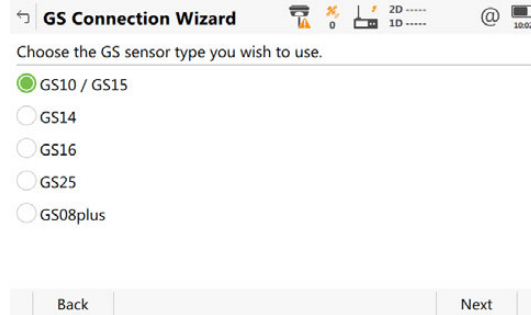 GS Connection Wizard
0
2D -----
1D -----
@
Choose the GS sensor type you wish to use.
GS10 / GS15
GS14
GS16
GS25
GS08plus
Back
Next